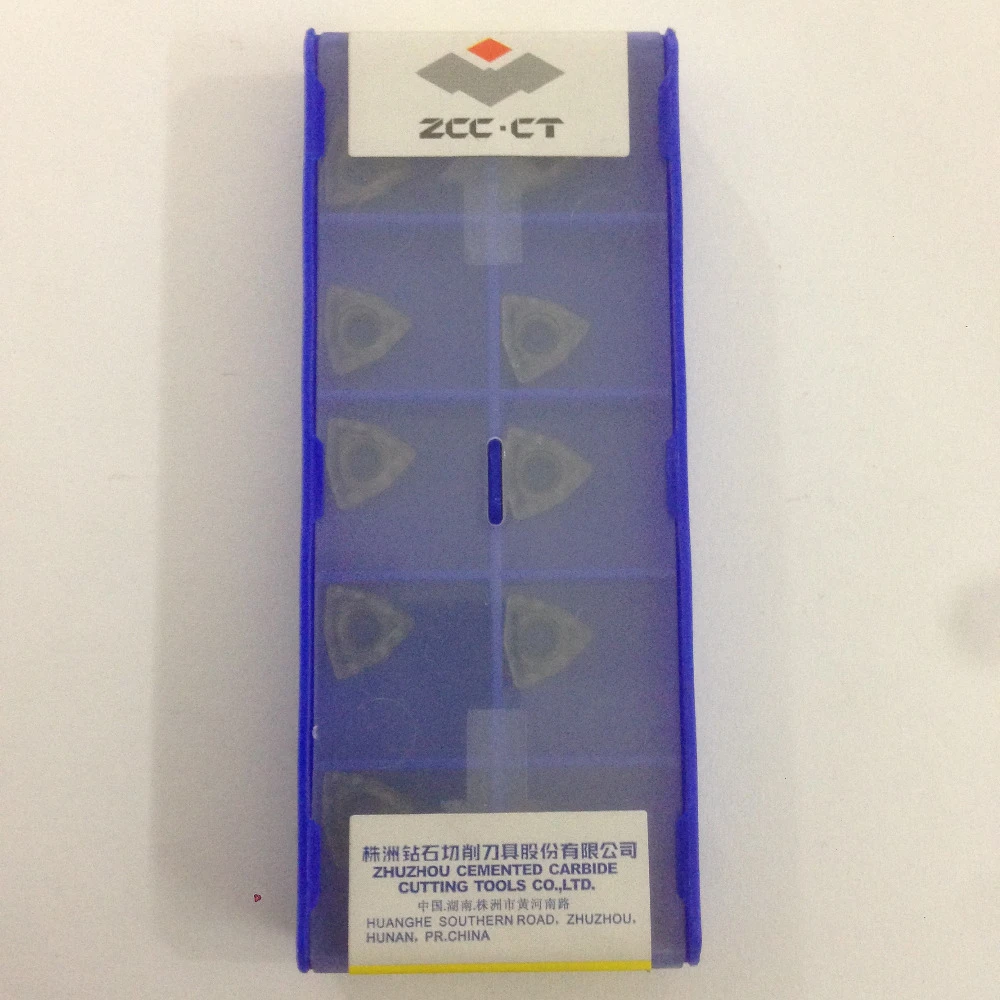 ZCC·CT
株洲钻石切削刀具股份有限公司
ZHUZHOU CEMENTED CARBIDE
CUTTING TOOLS CO.,LTD.
中国.湖南.株洲市黄河南路
HUANGHE SOUTHERN ROAD, ZHUZHOU,
HUNAN, PR.CHINA